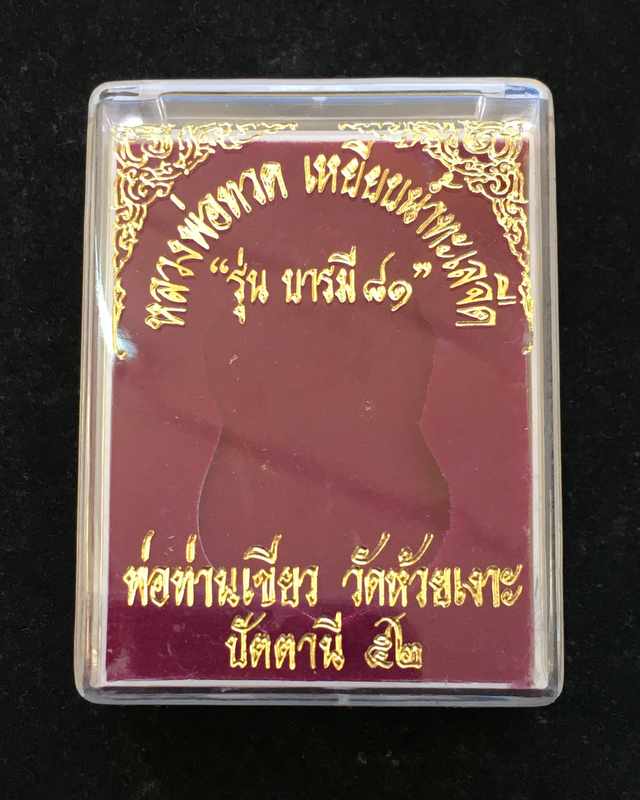 หลวงพ่อทวด เหยียบน้ำทะเลจืด
“รุ่น บารมี ๘๑”
พ่อท่านเขียว วัดห้วยเงาะ
ปัตตานี ๕๒